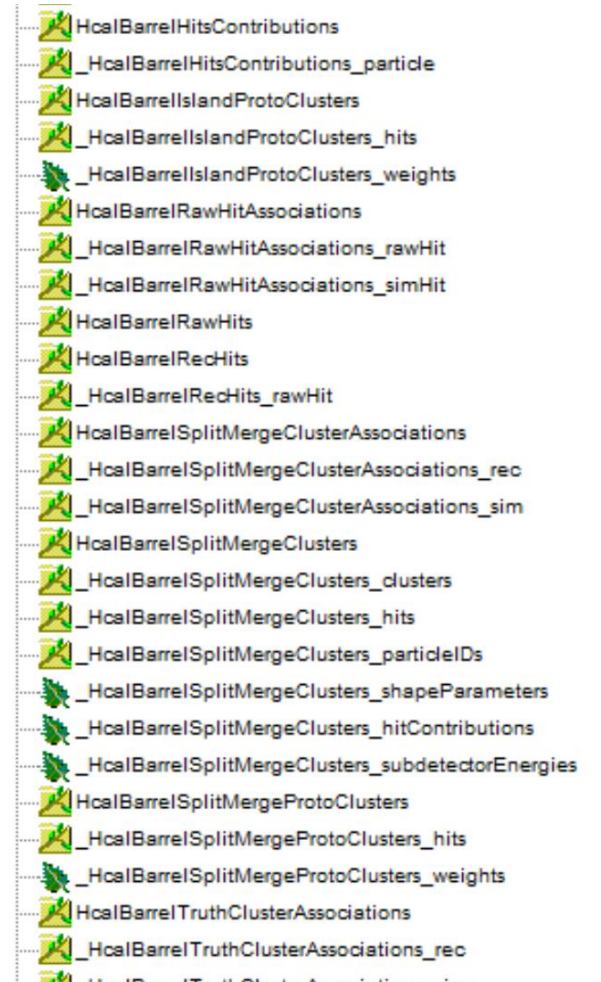 HcalBarrelHitsContributions
_HcalBarrelHitsContributions_particle
HcalBarrelIslandProtoClusters
_HcalBarrelIslandProtoClusters_hits
_HcalBarrelIslandProtoClusters_weights
HcalBarrelRawHitAssociations
_HcalBarrelRawHitAssociations_rawHit
_HcalBarrelRawHitAssociations_simHit
HcalBarrelRawHits
HcalBarrelRecHits
_HcalBarrelRecHits_rawHit
HcalBarrelSplitMergeClusterAssociations
_HcalBarrelSplitMergeClusterAssociations_rec
_HcalBarrelSplitMergeClusterAssociations_sim
HcalBarrelSplitMergeClusters
_HcalBarrelSplitMergeClusters_clusters
_HcalBarrelSplitMergeClusters_hits
_HcalBarrelSplitMergeClusters_particleIDs
_HcalBarrelSplitMergeClusters_shapeParameters
_HcalBarrelSplitMergeClusters_hitContributions
_HcalBarrelSplitMergeClusters_subdetectorEnergies
HcalBarrelSplitMergeProtoClusters
_HcalBarrelSplitMergeProtoClusters_hits
_HcalBarrelSplitMergeProtoClusters_weights
HcalBarrelTruthClusterAssociations
_HcalBarrelTruthClusterAssociations_rec